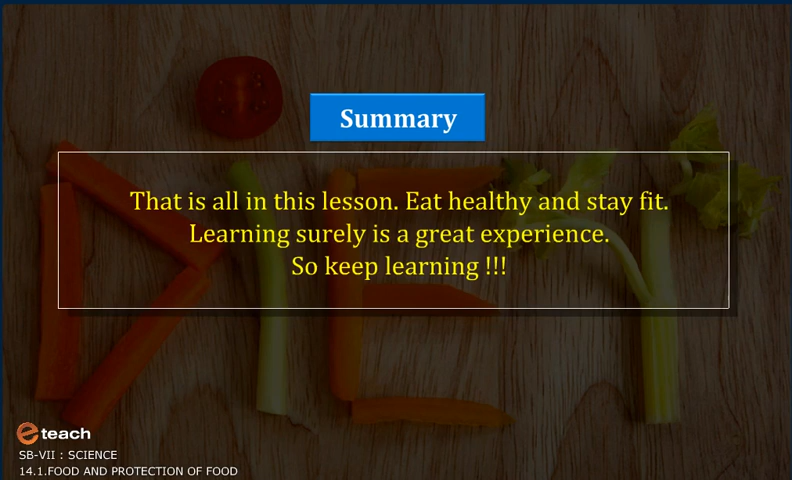 Summary
That is all in this lesson. Eat healthy and stay fit.
Learning surely is a great experience.
So keep learning !!!
e teach
SB-VII : SCIENCE
14.1.FOOD AND PROTECTION OF FOOD